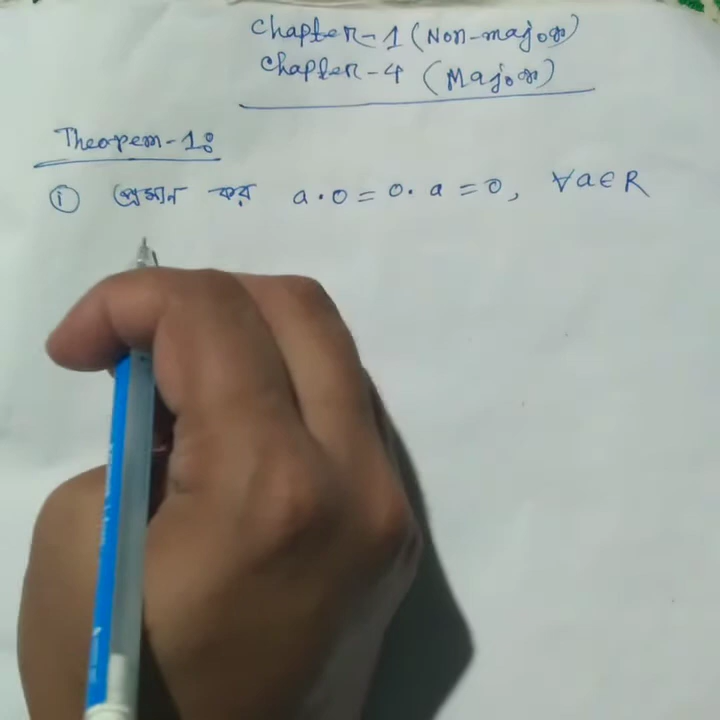 Chapter-1 (Non-major)
Chapter-4 (Major)
Theorem-1:
(i) প্রমান কর a·0=0·a=0, ∀a∈R